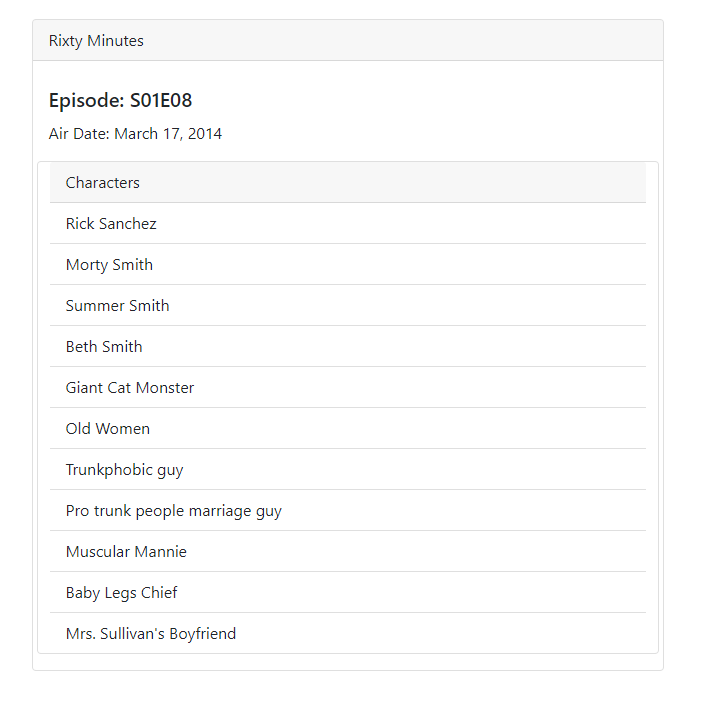 Rixty Minutes
Episode: S01E08
Air Date: March 17, 2014
Characters
Rick Sanchez
Morty Smith
Summer Smith
Beth Smith
Giant Cat Monster
Old Women
Trunkphobic guy
Pro trunk people marriage guy
Muscular Mannie
Baby Legs Chief
Mrs. Sullivan's Boyfriend